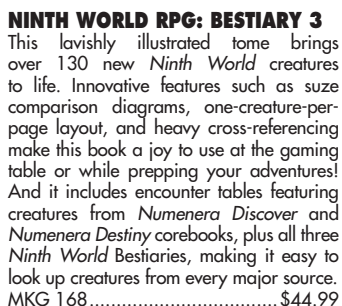 NINTH WORLD RPG: BESTIARY 3
This lavishly illustrated tome brings
over 130 new Ninth World creatures
to life. Innovative features such as suze
comparison diagrams, one-creature-per-
page layout, and heavy cross-referencing
make this book a joy to use at the gaming
table or while prepping your adventures!
And it includes encounter tables featuring
creatures from Numenera Discover and
Numenera Destiny corebooks, plus all three
Ninth World Bestiaries, making it easy to
look up creatures from every major source.
MKG 168..................................$44.99